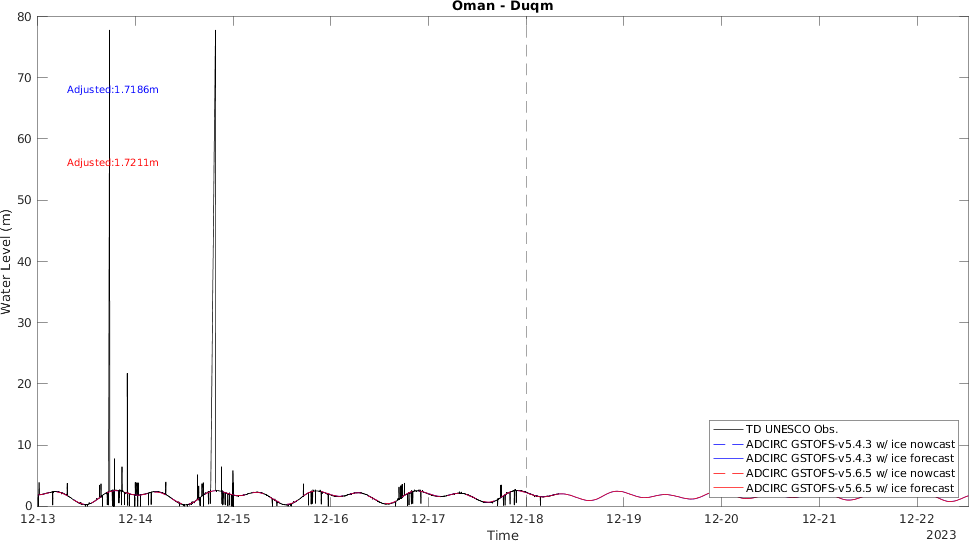 Oman - Duqm
80
70
60
50
40
30
20
10
0
Water Level (m)
Adjusted:1.7186m
Adjusted:1.7211m
TD UNESCO Obs.
ADCIRC GSTOFS-v5.4.3 w/ ice nowcast
ADCIRC GSTOFS-v5.4.3 w/ ice forecast
ADCIRC GSTOFS-v5.6.5 w/ ice nowcast
ADCIRC GSTOFS-v5.6.5 w/ ice forecast
12-13 12-14 12-15 12-16 12-17 12-18 12-19 12-20 12-21 12-22
Time
2023